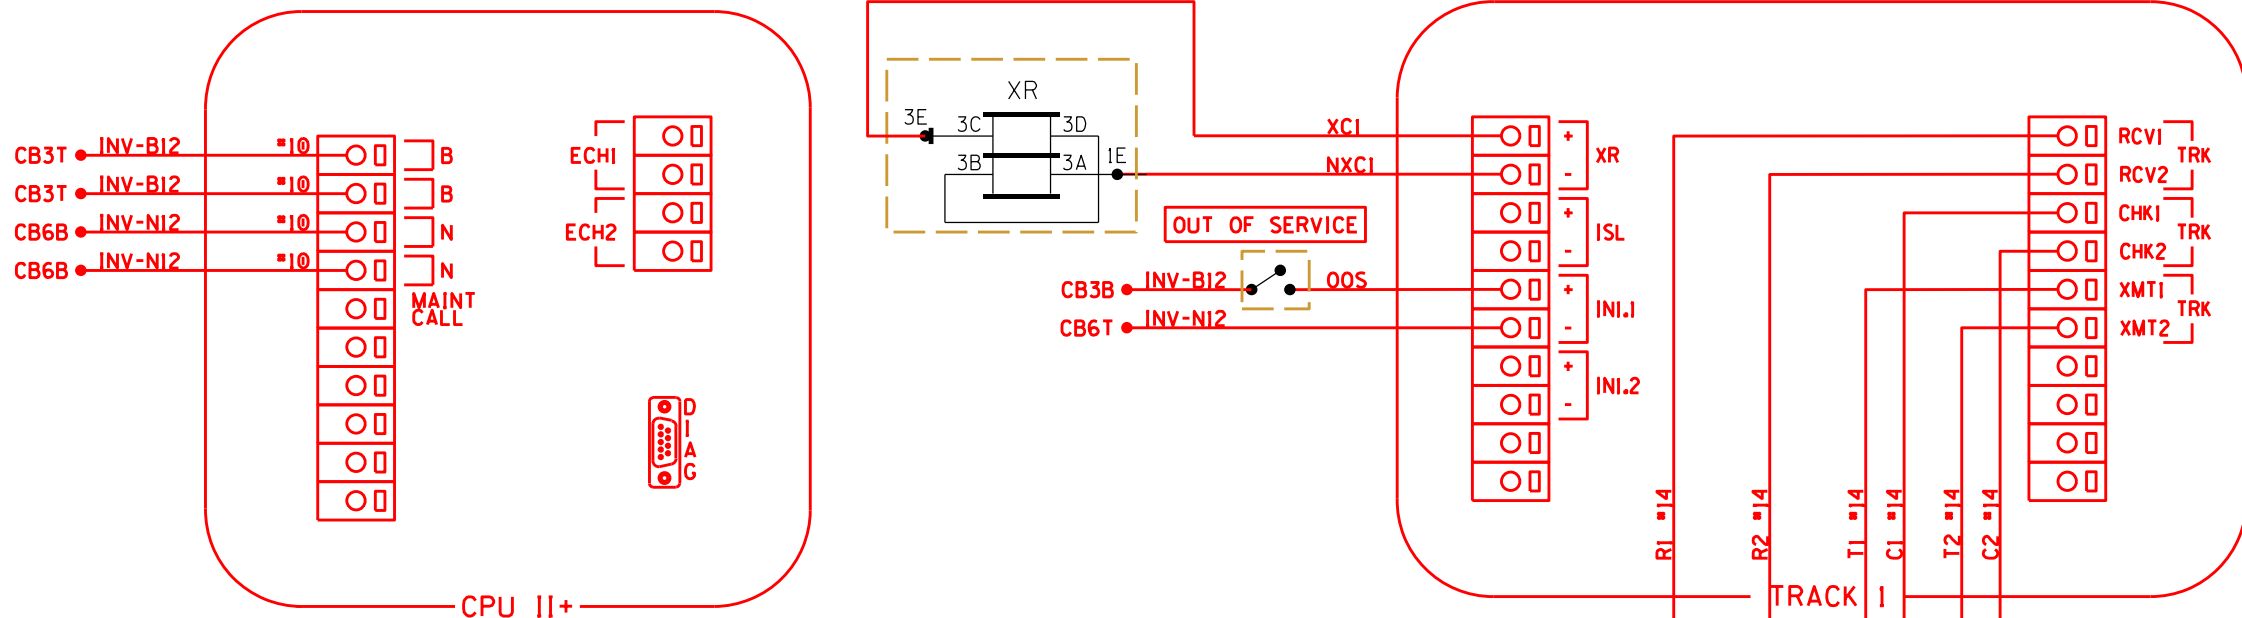 CB3T INV-B12 "10 B
CB3T INV-B12 "10 B
CB6B INV-N12 "10 N
CB6B INV-N12 "10 N
MAINT
CALL
ECH1
ECH2
D
I
A
G
CPU II+
XR
3E 3C 3D
3B 3A 1E
XC1
NXC1
OUT OF SERVICE
CB3B INV-B12 OOS
CB6T INV-N12
+
XR
-
+
ISL
-
+
IN1.1
-
+
IN1.2
-
RCV1
TRK
RCV2
CHK1
TRK
CHK2
XMT1
TRK
XMT2
R1 "14
R2 "14
T1 "14
C1 "14
T2 "14
C2 "14
TRACK 1